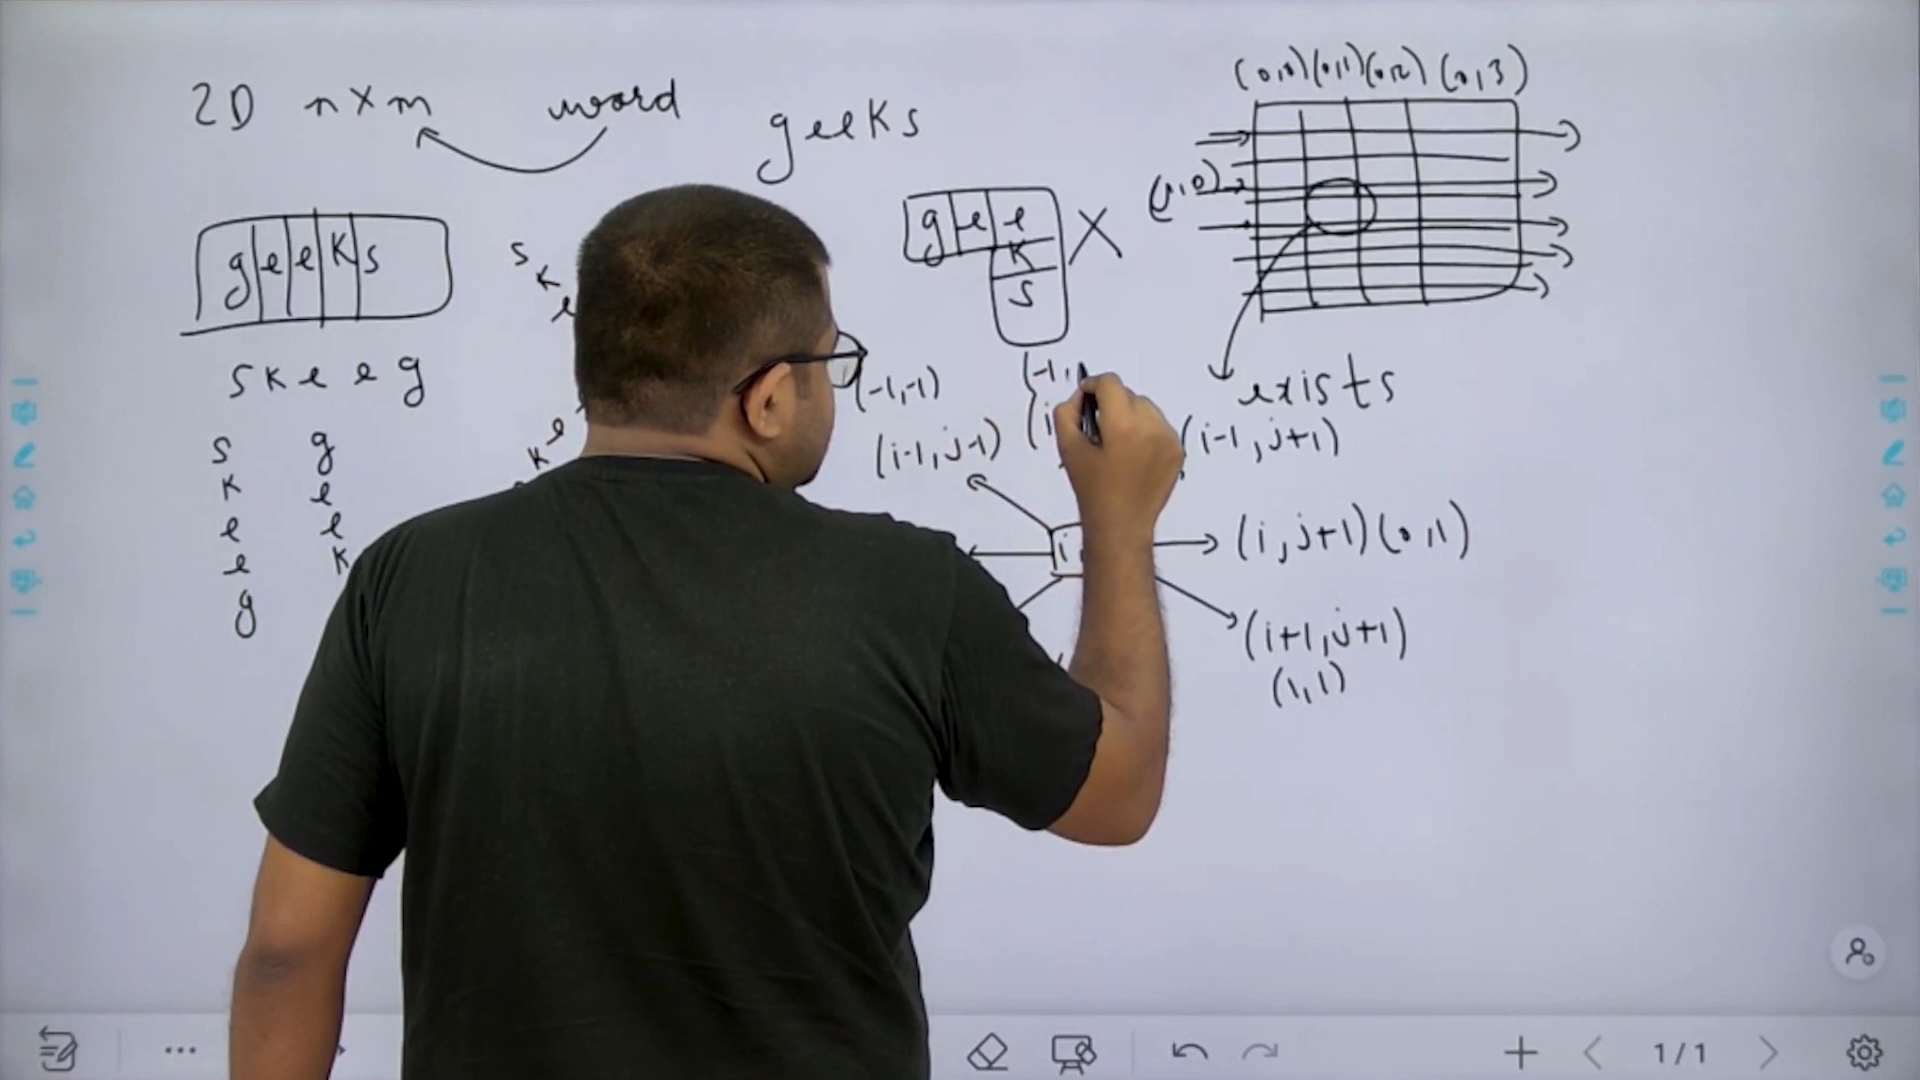 2D n×m word geeks
(0,0) (0,1) (0,2) (0,3)
(1,0)
g e e k s
g e e
k
s
X
s
k
e
s k e e g
exists
(-1,-1)
(-1,
(i-1, j-1)
(i
(i-1, j+1)
s g
k e
e e
e k
g
e
k
i
(i, j+1) (0,1)
(i+1, j+1)
(1,1)
1/1